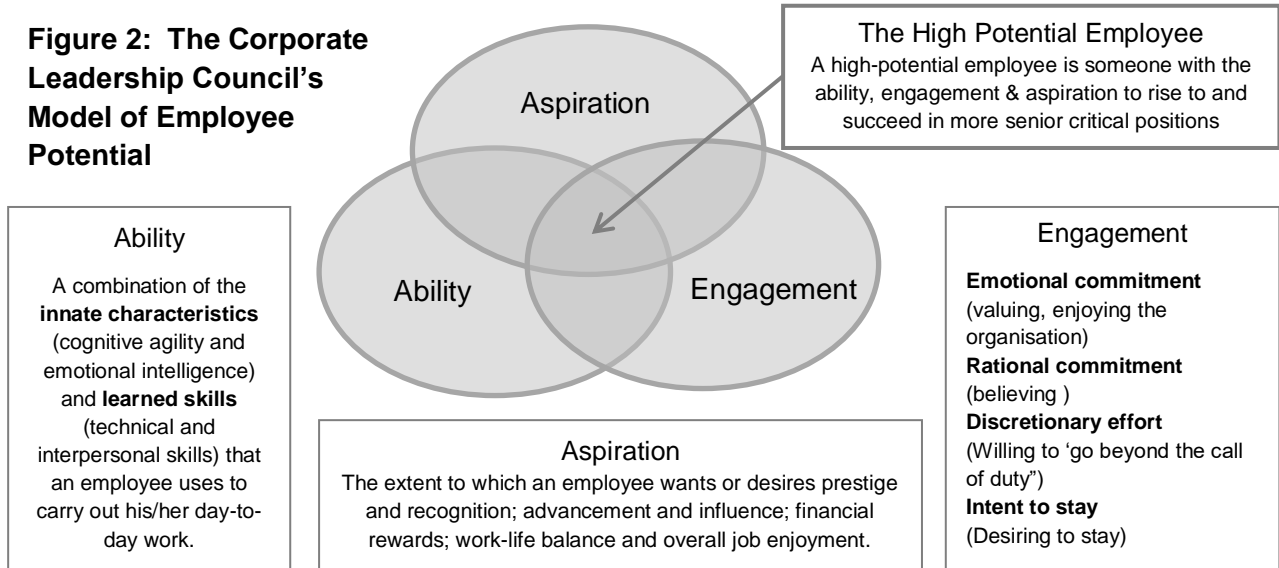 Figure 2:  The Corporate
Leadership Council's
Model of Employee
Potential
The High Potential Employee
A high-potential employee is someone with the
ability, engagement & aspiration to rise to and
succeed in more senior critical positions
Aspiration
Ability
Engagement
Ability
A combination of the
innate characteristics
(cognitive agility and
emotional intelligence)
and learned skills
(technical and
interpersonal skills) that
an employee uses to
carry out his/her day-to-
day work.
Aspiration
The extent to which an employee wants or desires prestige
and recognition; advancement and influence; financial
rewards; work-life balance and overall job enjoyment.
Engagement
Emotional commitment
(valuing, enjoying the
organisation)
Rational commitment
(believing )
Discretionary effort
(Willing to 'go beyond the call
of duty")
Intent to stay
(Desiring to stay)